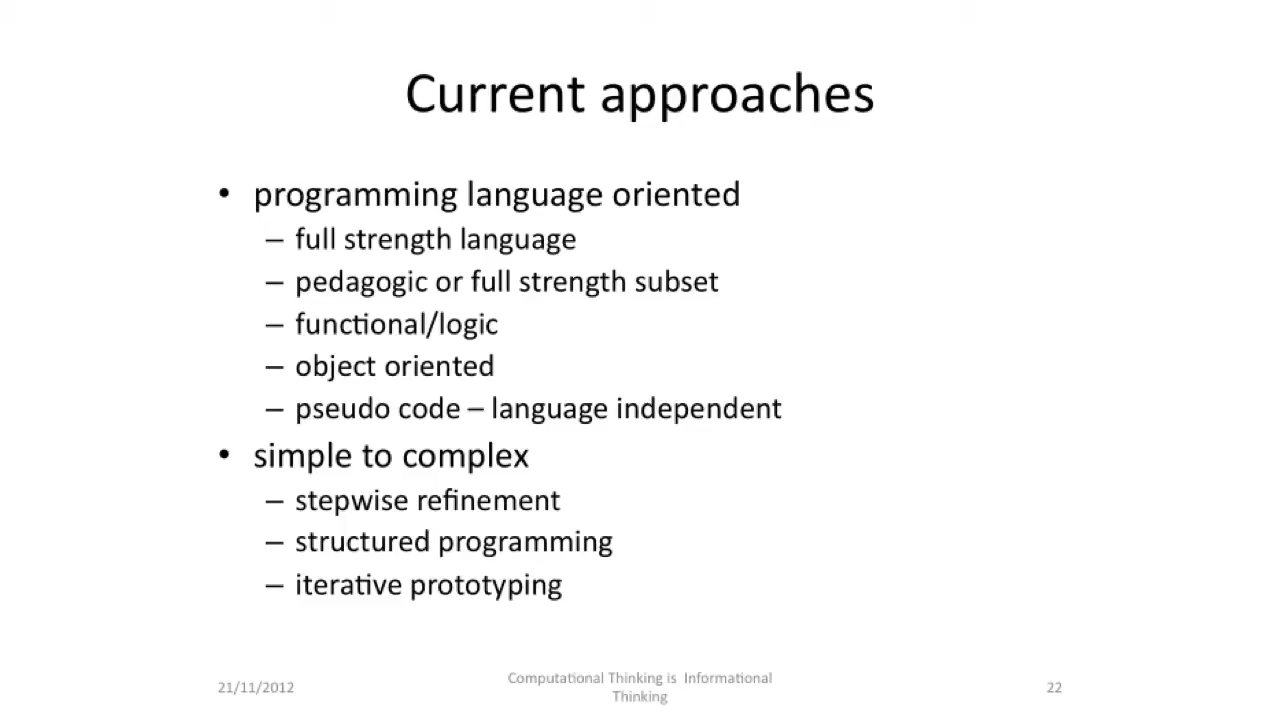 Current approaches
• programming language oriented
– full strength language
– pedagogic or full strength subset
– functional/logic
– object oriented
– pseudo code – language independent
• simple to complex
– stepwise refinement
– structured programming
– iterative prototyping
21/11/2012
Computational Thinking is Informational
Thinking
22